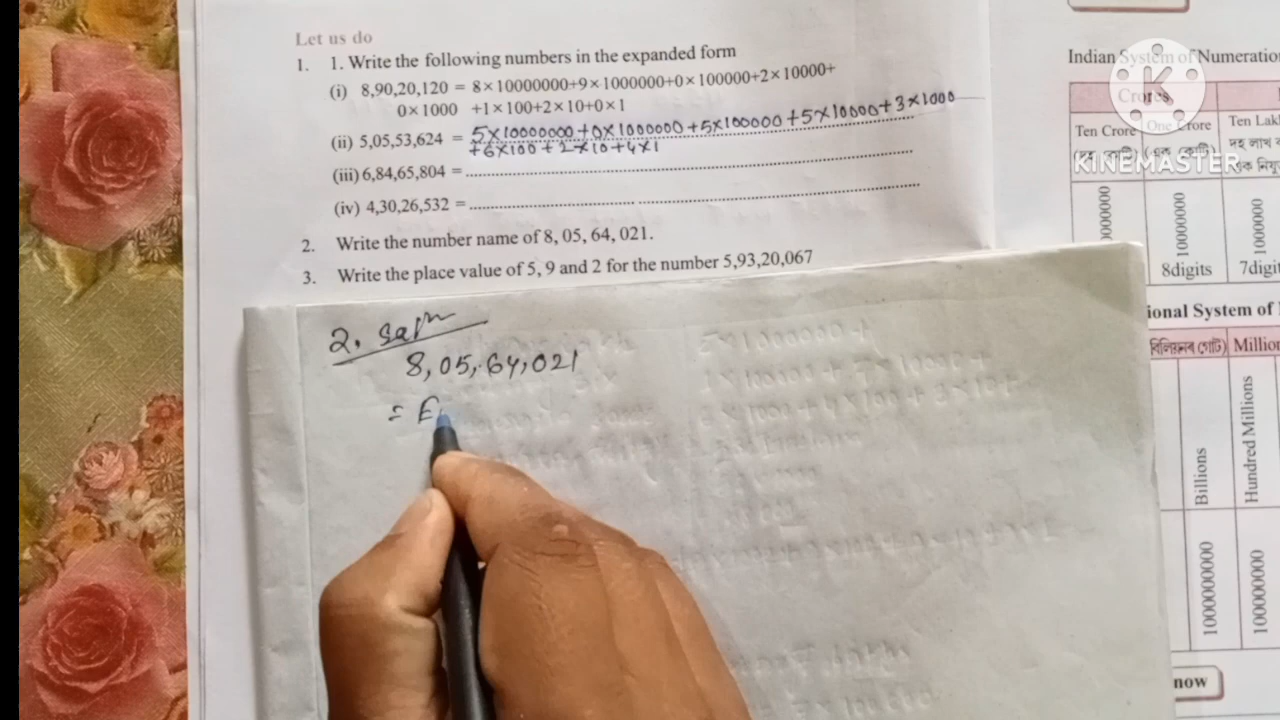 Let us do
1. 1. Write the following numbers in the expanded form
(i) 8,90,20,120 = 8×10000000+9×1000000+0×100000+2×10000+
0×1000 +1×100+2×10+0×1
(ii) 5,05,53,624 = 5×10000000+0×1000000+5×100000+5×10000+3×1000
+6×100+2×10+4×1
(iii) 6,84,65,804 =
(iv) 4,30,26,532 =
2. Write the number name of 8, 05, 64, 021.
3. Write the place value of 5, 9 and 2 for the number 5,93,20,067
2. Soln
8,05,64,021
= E
Indian System of Numeration
Crores
Ten Crore One Crore Ten Lakh
(দহ কোটি) (এক কোটি) দহ লাখ
10000000
1000000
8digits 7digit
ional System of
Million
Billions
Hundred Millions
1000000000
100000000
now
K
KINEMASTER